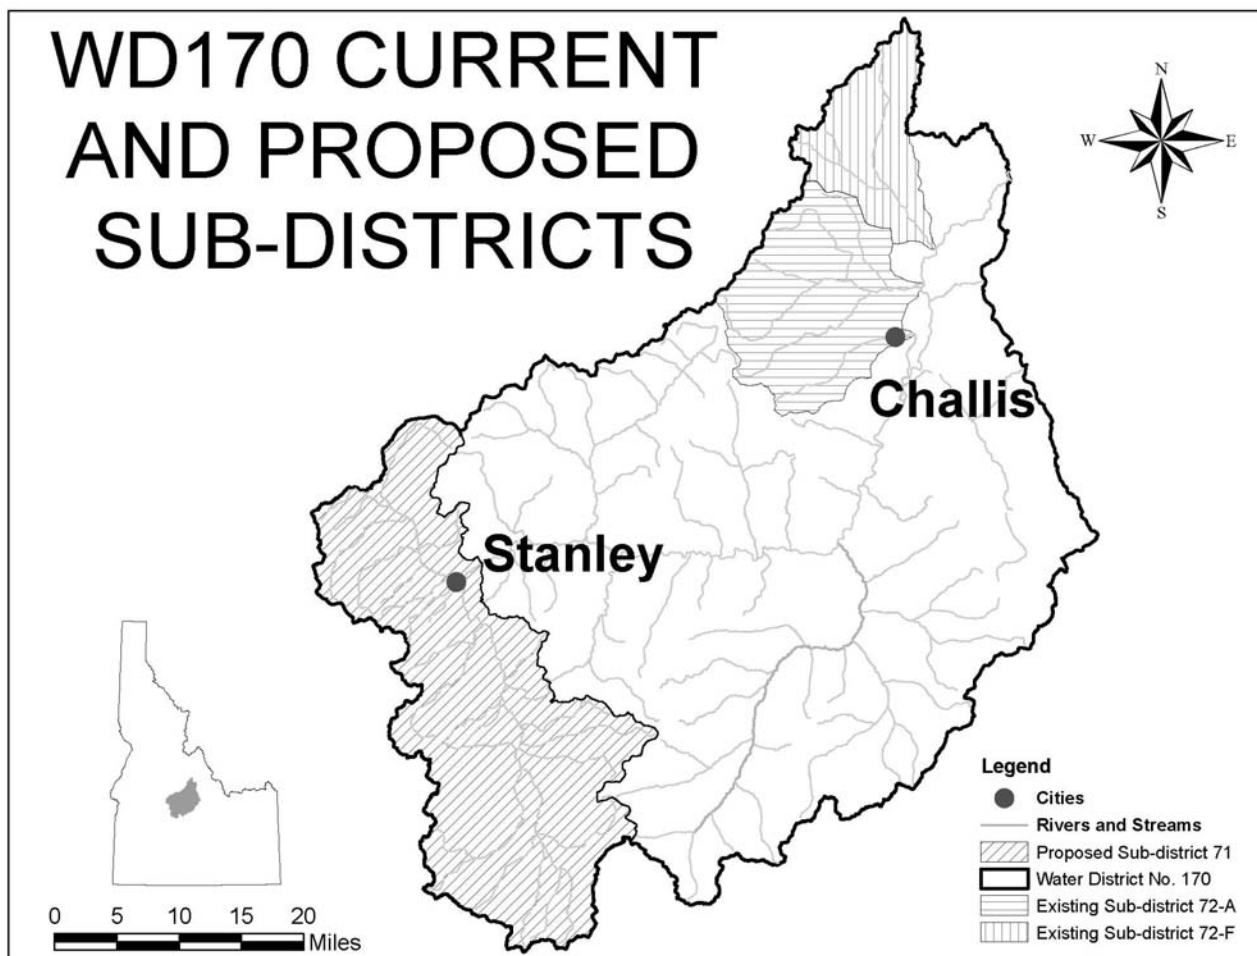 WD170 CURRENT
AND PROPOSED
SUB-DISTRICTS
N
W
E
S
Challis
Stanley
Legend
Cities
Rivers and Streams
Proposed Sub-district 71
Water District No. 170
Existing Sub-district 72-A
Existing Sub-district 72-F
0 5 10 15 20
Miles